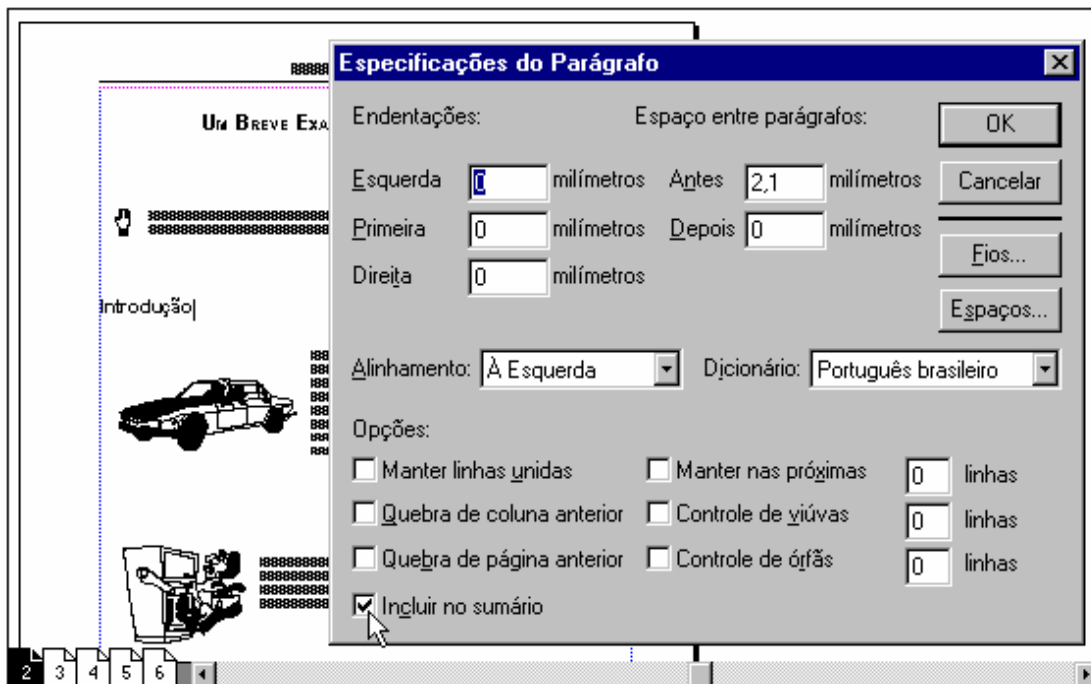 Especificações do Parágrafo
UM BREVE EXA
Endentações: Espaço entre parágrafos: OK
Esquerda 0 milímetros Antes 2,1 milímetros Cancelar
Primeira 0 milímetros Depois 0 milímetros
Fios...
Direita 0 milímetros
Espaços...
Introdução
Alinhamento: À Esquerda Dicionário: Português brasileiro
Opções:
Manter linhas unidas Manter nas próximas 0 linhas
Quebra de coluna anterior Controle de viúvas 0 linhas
Quebra de página anterior Controle de órfãs 0 linhas
Incluir no sumário
2 3 4 5 6